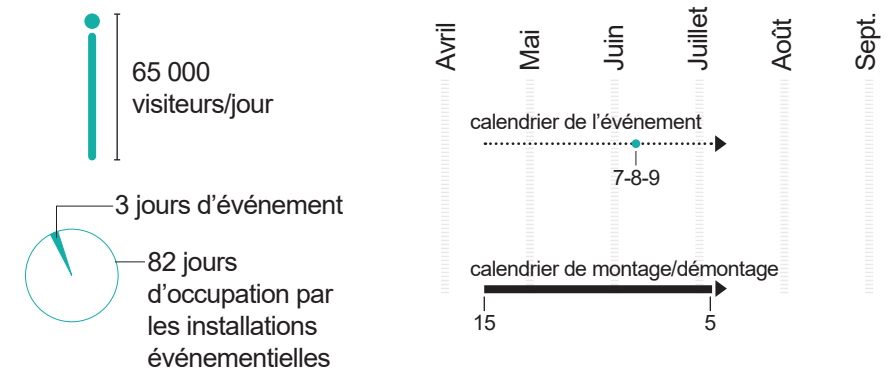 65 000
visiteurs/jour
3 jours d’événement
82 jours
d’occupation par
les installations
événementielles
Avril
Mai
Juin
Juillet
Août
Sept.
calendrier de l’événement
7-8-9
calendrier de montage/démontage
15
5